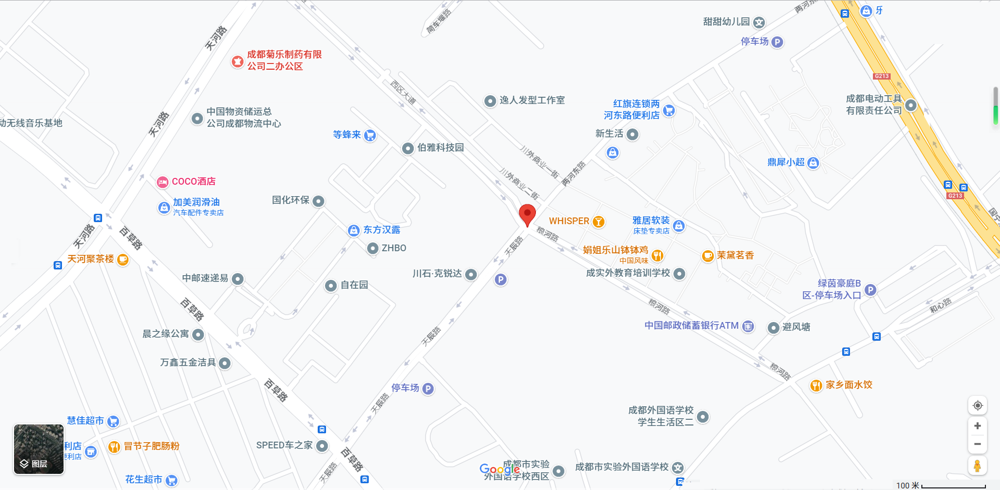 两河东
乐
简车堰路
甜甜幼儿园
天河路
停车场
成都菊乐制药有限
公司二办公区
G213
西区大道
逸人发型工作室
红旗连锁两
河东路便利店
成都电动工具
有限责任公司
中国物资储运总
公司成都物流中心
动无线音乐基地
天河路
等蜂来
新生活
伯雅科技园
川外商业一街
鼎犀小超
两河东路
川外商业二街
COCO酒店
G213
加美润滑油
汽车配件专卖店
国化环保
国宁
WHISPER
雅居软装
床垫专卖店
东方汉露
粮河路
天河路
百草路
ZHBO
天辰路
娟姐乐山钵钵鸡
中国风味
茉黛茗香
天河聚茶楼
川石·克锐达
成实外教育培训学校
中邮速递易
自在园
绿茵豪庭B
区-停车场入口
百草路
粮河路
和心路
中国邮政储蓄银行ATM
避风塘
晨之缘公寓
天辰路
万鑫五金洁具
粮河路
百草路
停车场
家乡面水饺
天辰路
成都外国语学校
学生生活区二
慧佳超市
利店
便利店
冒节子肥肠粉
SPEED车之家
百草路
图层
天辰路
Google
成都市实验
外国语学校西区
成都市实验外国语学校
花生超市
100 米